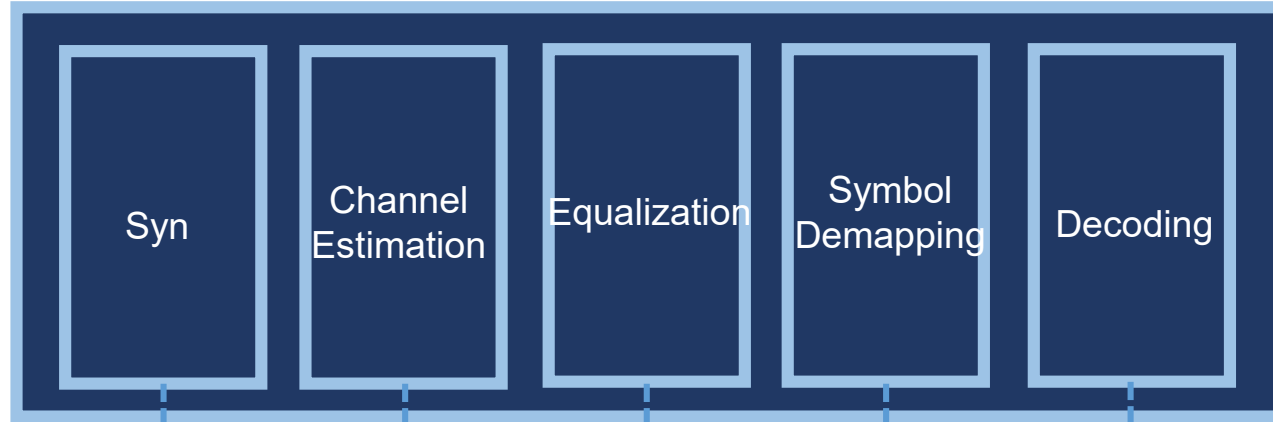 Syn
Channel
Estimation
Equalization
Symbol
Demapping
Decoding